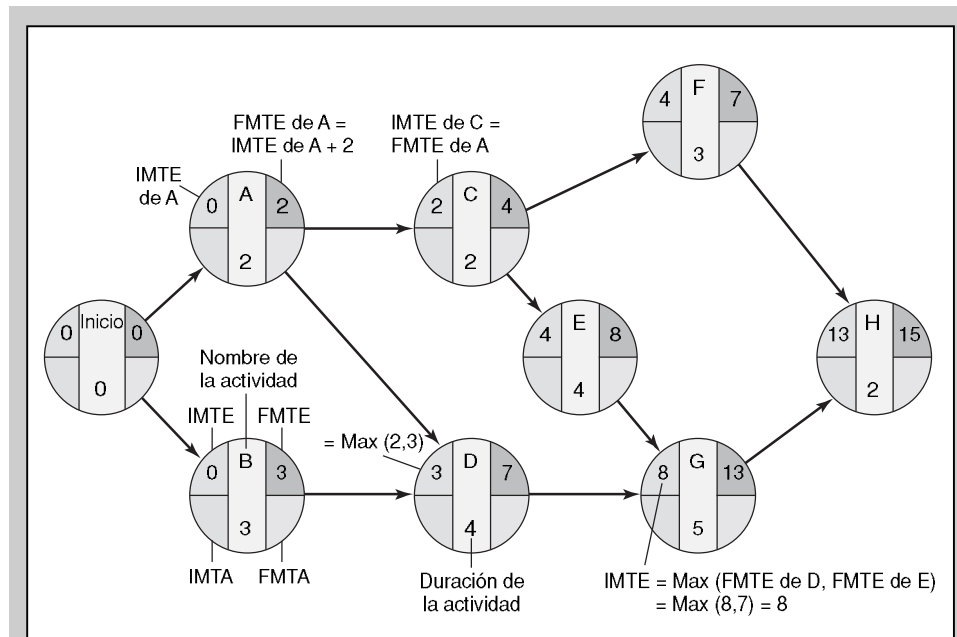 F
4
7
3
FMTE de A =
IMTE de A + 2
IMTE de C =
FMTE de A
IMTE
de A
A
0
2
2
C
2
4
2
Inicio
0
0
0
E
4
8
4
H
13
15
2
Nombre de
la actividad
IMTE
FMTE
B
0
3
3
IMTA
FMTA
= Max (2,3)
D
3
7
4
Duración de
la actividad
G
8
13
5
IMTE = Max (FMTE de D, FMTE de E)
= Max (8,7) = 8